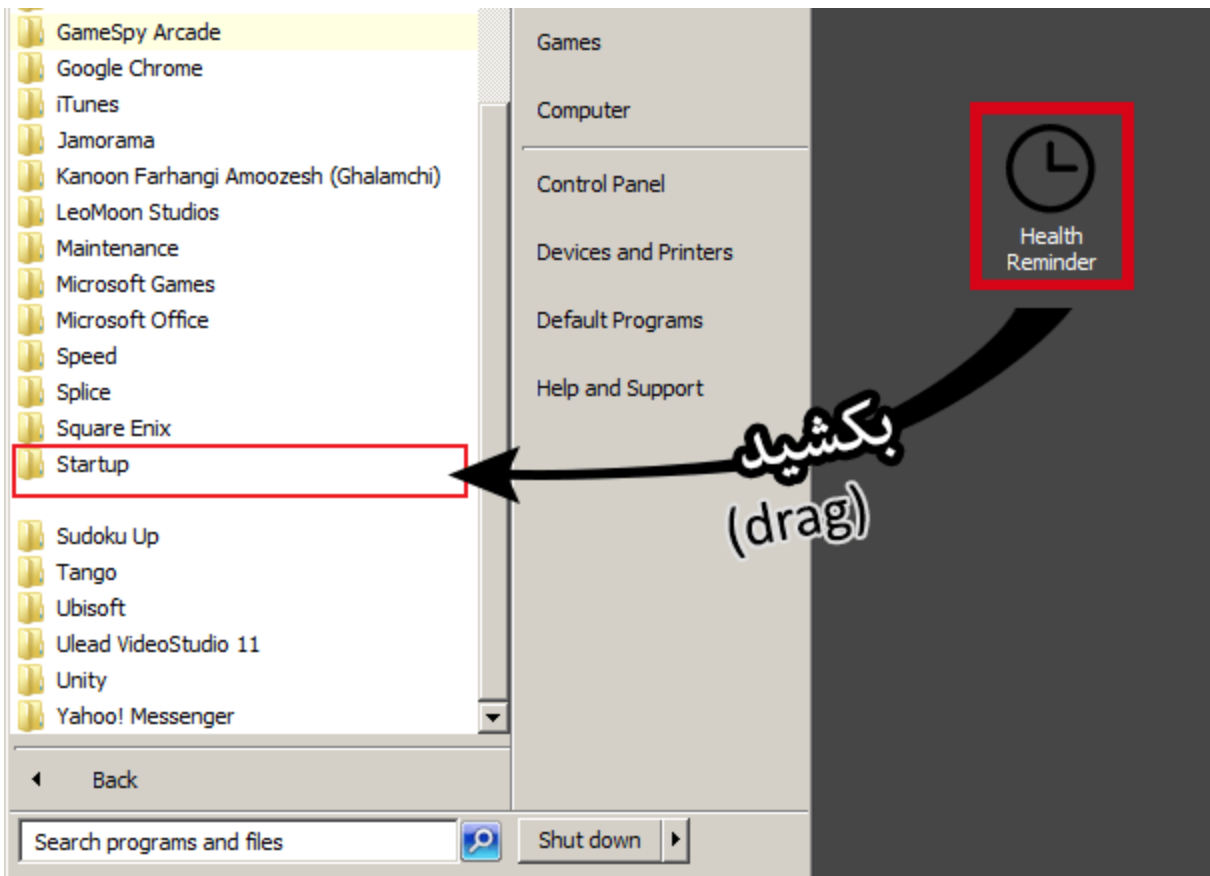 GameSpy Arcade
Google Chrome
iTunes
Jamorama
Kanoon Farhangi Amoozesh (Ghalamchi)
LeoMoon Studios
Maintenance
Microsoft Games
Microsoft Office
Speed
Splice
Square Enix
Startup
Sudoku Up
Tango
Ubisoft
Ulead VideoStudio 11
Unity
Yahoo! Messenger
Back
Search programs and files
Games
Computer
Control Panel
Devices and Printers
Default Programs
Help and Support
Shut down
Health
Reminder
بکشید
(drag)